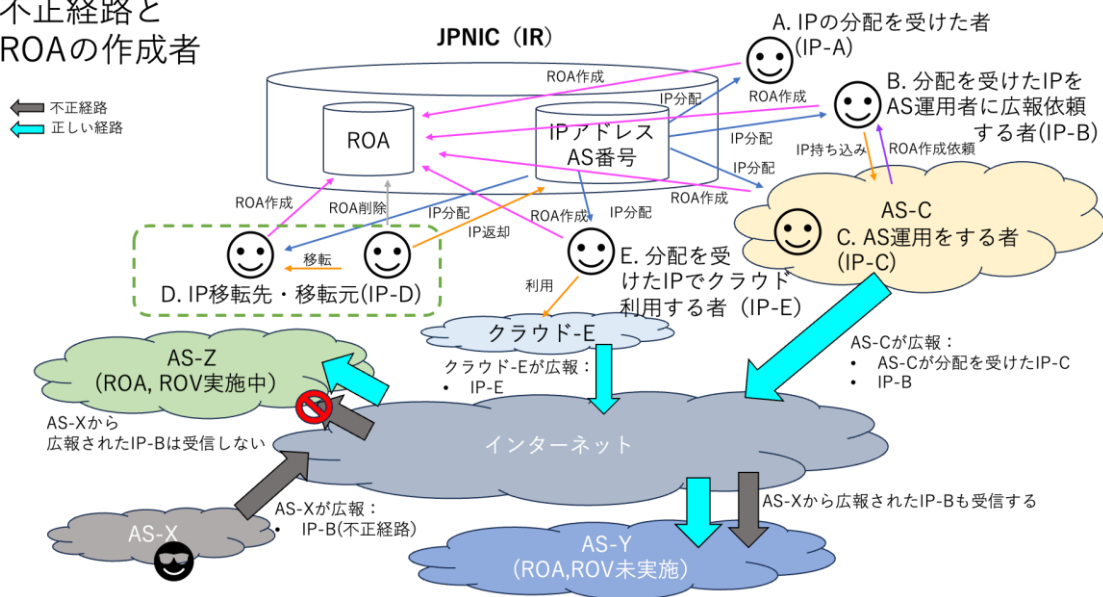 不正経路と
ROAの作成者
不正経路
正しい経路
JPNIC（IR）
ROA
IPアドレス
AS番号
A. IPの分配を受けた者
(IP-A)
ROA作成
IP分配
ROA作成
B. 分配を受けたIPを
AS運用者に広報依頼
する者(IP-B)
IP分配
IP持ち込み
ROA作成依頼
IP分配
ROA作成
AS-C
C. AS運用をする者
(IP-C)
ROA作成
ROA削除
IP分配
IP返却
ROA作成
IP分配
移転
D. IP移転先・移転元(IP-D)
E. 分配を受
けたIPでクラウド
利用する者（IP-E）
利用
クラウド-E
クラウド-Eが広報：
• IP-E
AS-Cが広報：
• AS-Cが分配を受けたIP-C
• IP-B
AS-Z
(ROA, ROV実施中)
AS-Xから
広報されたIP-Bは受信しない
インターネット
AS-Xが広報：
• IP-B(不正経路)
AS-X
AS-Xから広報されたIP-Bも受信する
AS-Y
(ROA,ROV未実施)